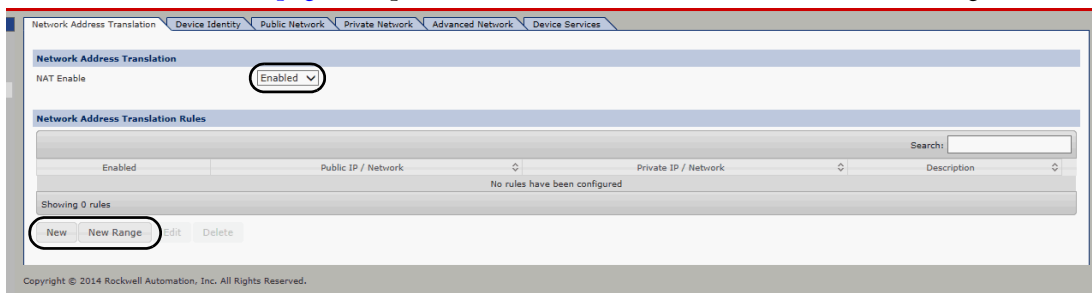 Network Address Translation Device Identity Public Network Private Network Advanced Network Device Services
Network Address Translation
NAT Enable Enabled
Network Address Translation Rules
Search:
Enabled Public IP / Network Private IP / Network Description
No rules have been configured
Showing 0 rules
New New Range Edit Delete
Copyright © 2014 Rockwell Automation, Inc. All Rights Reserved.